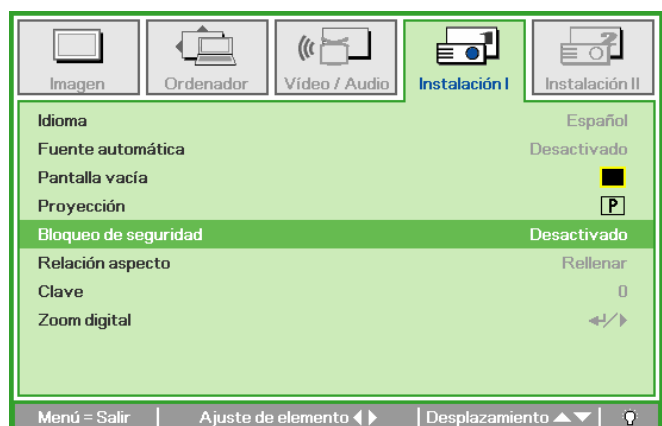 Imagen Ordenador Vídeo / Audio Instalación I Instalación II
Idioma Español
Fuente automática Desactivado
Pantalla vacía
Proyección P
Bloqueo de seguridad Desactivado
Relación aspecto Rellenar
Clave 0
Zoom digital
Menú = Salir Ajuste de elemento Desplazamiento